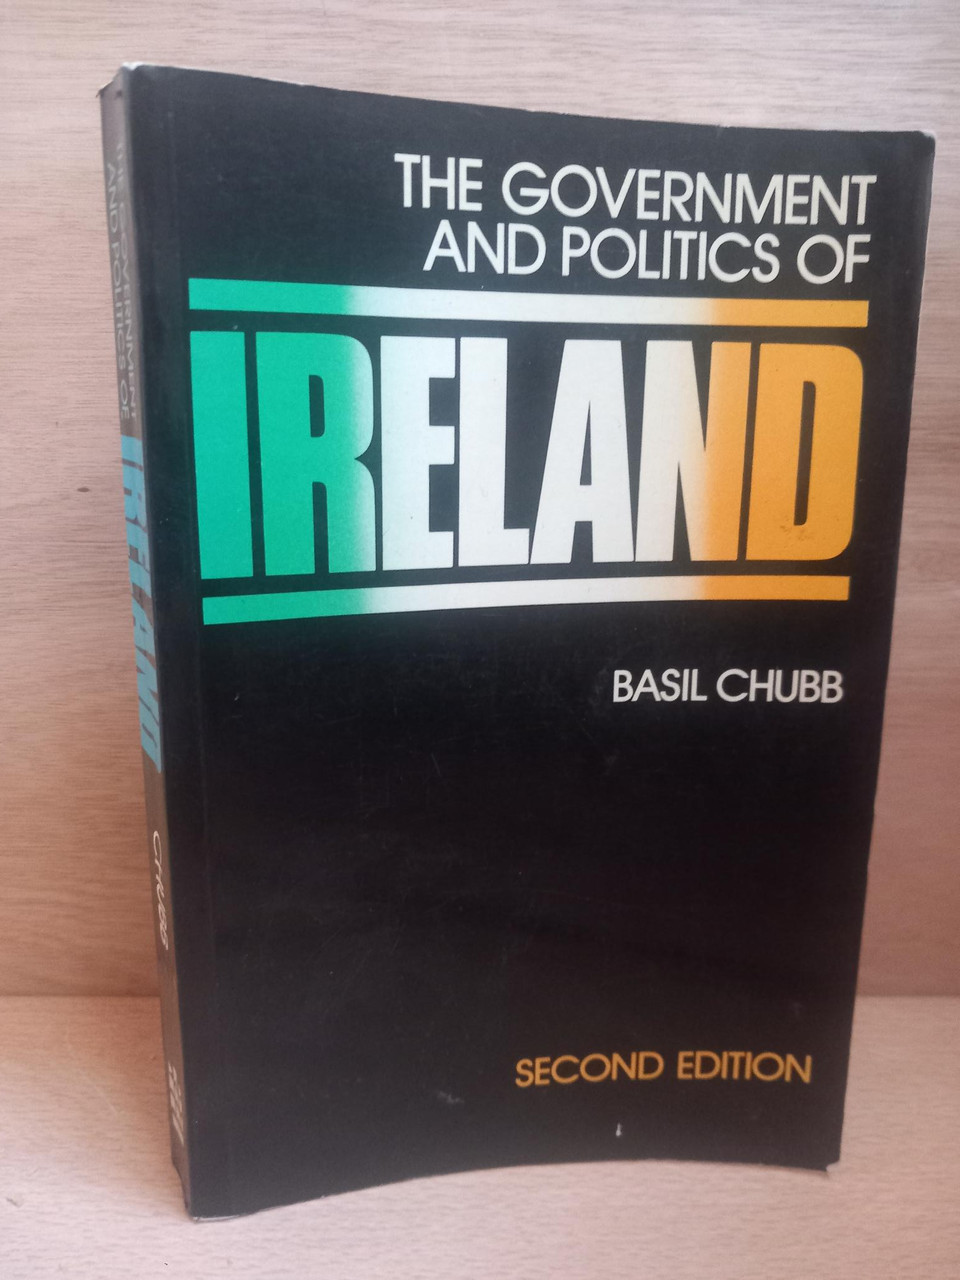 THE GOVERNMENT
AND POLITICS OF
IRELAND
BASIL CHUBB
SECOND EDITION
THE GOVERNMENT
AND POLITICS OF
IRELAND
CHUBB